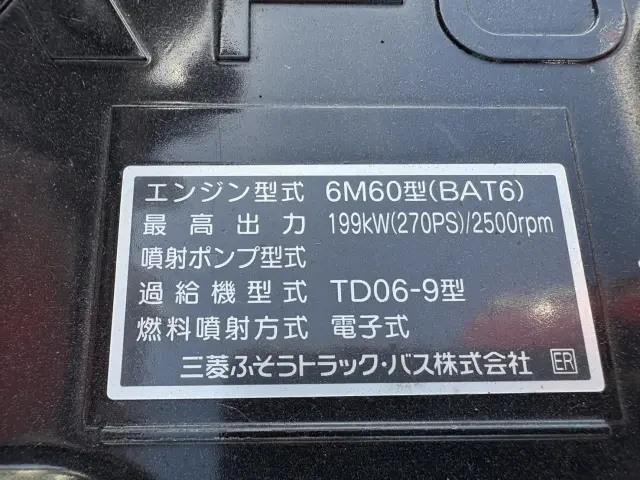 エンジン型式 6M60型(BAT6)
最高出力 199kW(270PS)/2500rpm
噴射ポンプ型式
過給機型式 TD06-9型
燃料噴射方式 電子式
三菱ふそうトラック・バス株式会社 ER